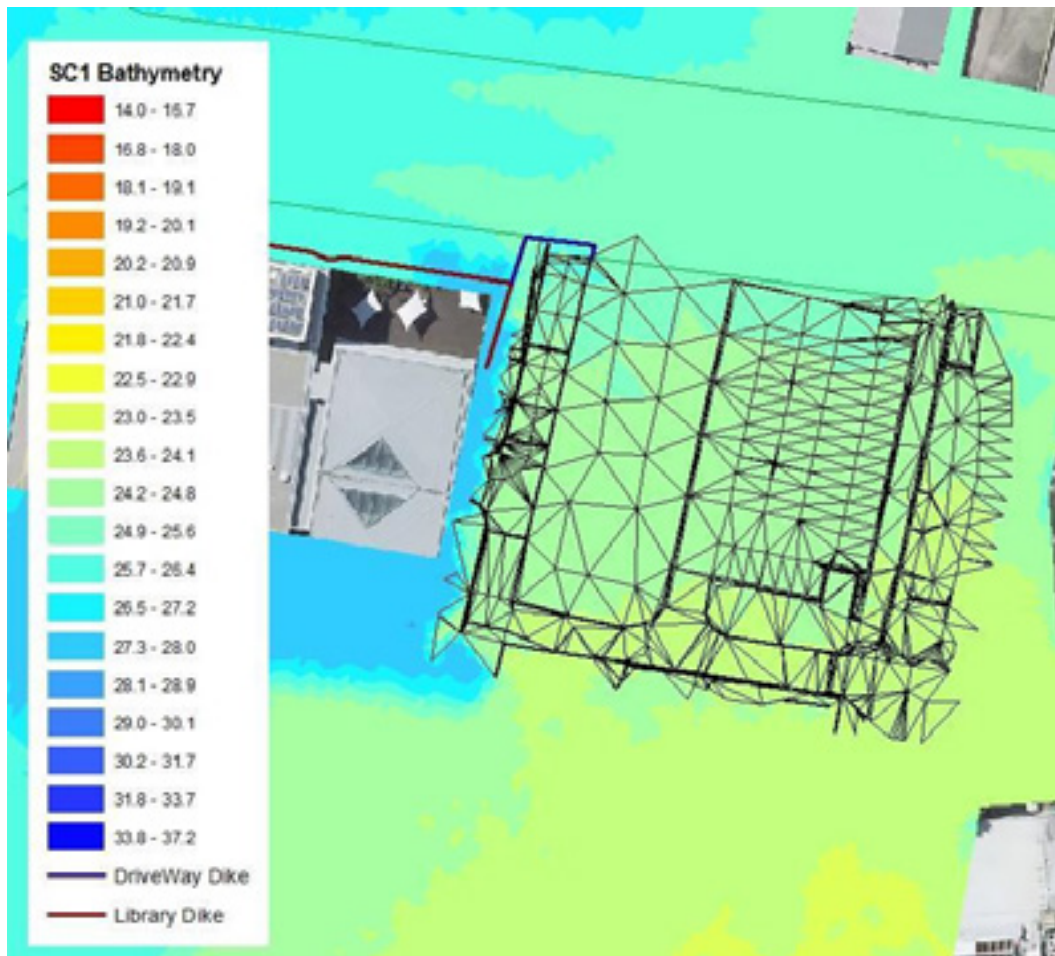 SC1 Bathymetry
14.0 - 16.7
16.8 - 18.0
18.1 - 19.1
19.2 - 20.1
20.2 - 20.9
21.0 - 21.7
21.8 - 22.4
22.5 - 22.9
23.0 - 23.5
23.6 - 24.1
24.2 - 24.8
24.9 - 25.6
25.7 - 26.4
26.5 - 27.2
27.3 - 28.0
28.1 - 28.9
29.0 - 30.1
30.2 - 31.7
31.8 - 33.7
33.8 - 37.2
DriveWay Dike
Library Dike